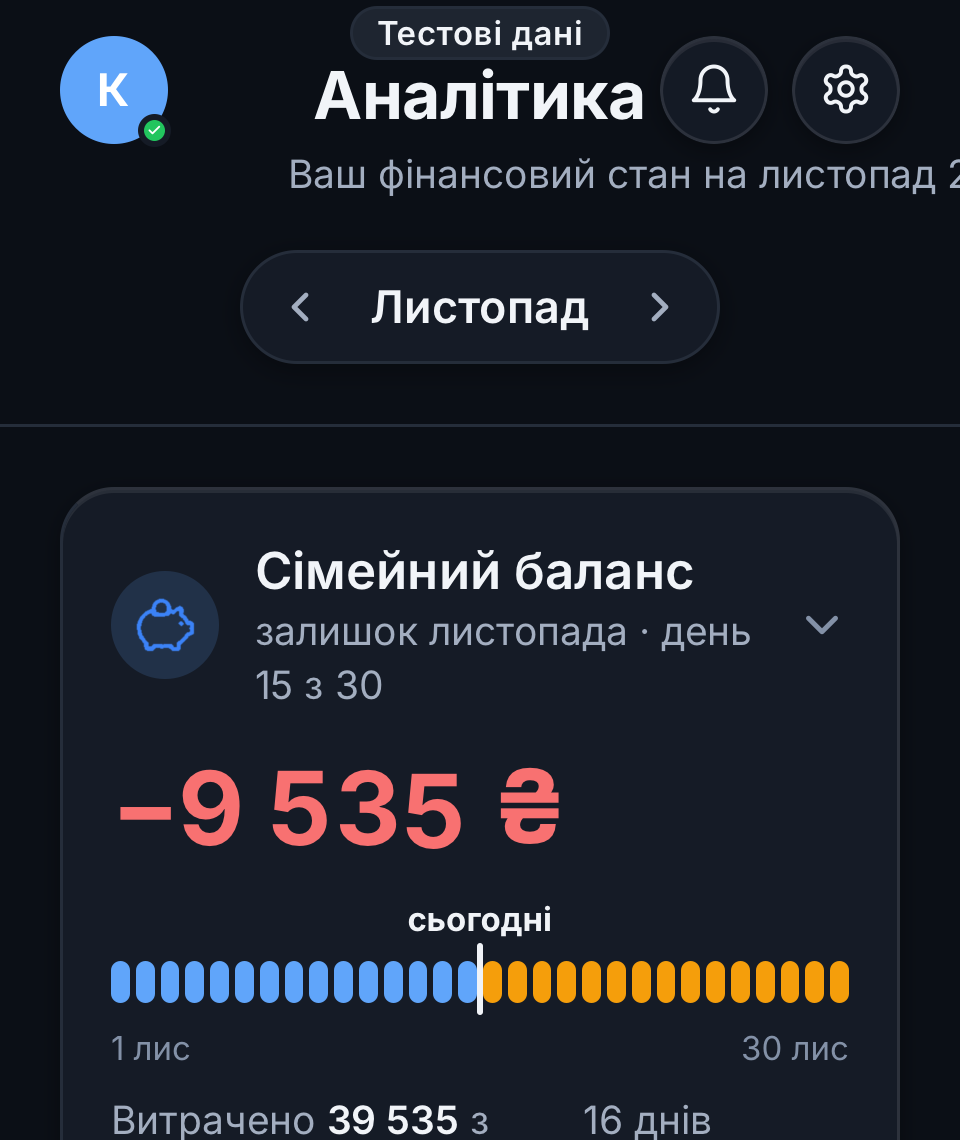 Тестові дані
К
Аналітика
Ваш фінансовий стан на листопад 2
Листопад
Сімейний баланс
залишок листопада · день
15 з 30
−9 535 ₴
сьогодні
1 лис
30 лис
Витрачено 39 535 з
16 днів